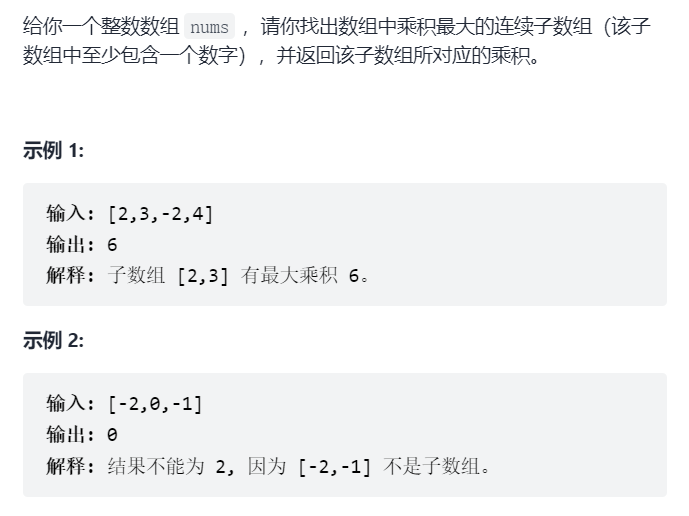 给你一个整数数组 nums ，请你找出数组中乘积最大的连续子数组（该子
数组中至少包含一个数字），并返回该子数组所对应的乘积。
示例 1:
输入: [2,3,-2,4]
输出: 6
解释: 子数组 [2,3] 有最大乘积 6。
示例 2:
输入: [-2,0,-1]
输出: 0
解释: 结果不能为 2, 因为 [-2,-1] 不是子数组。